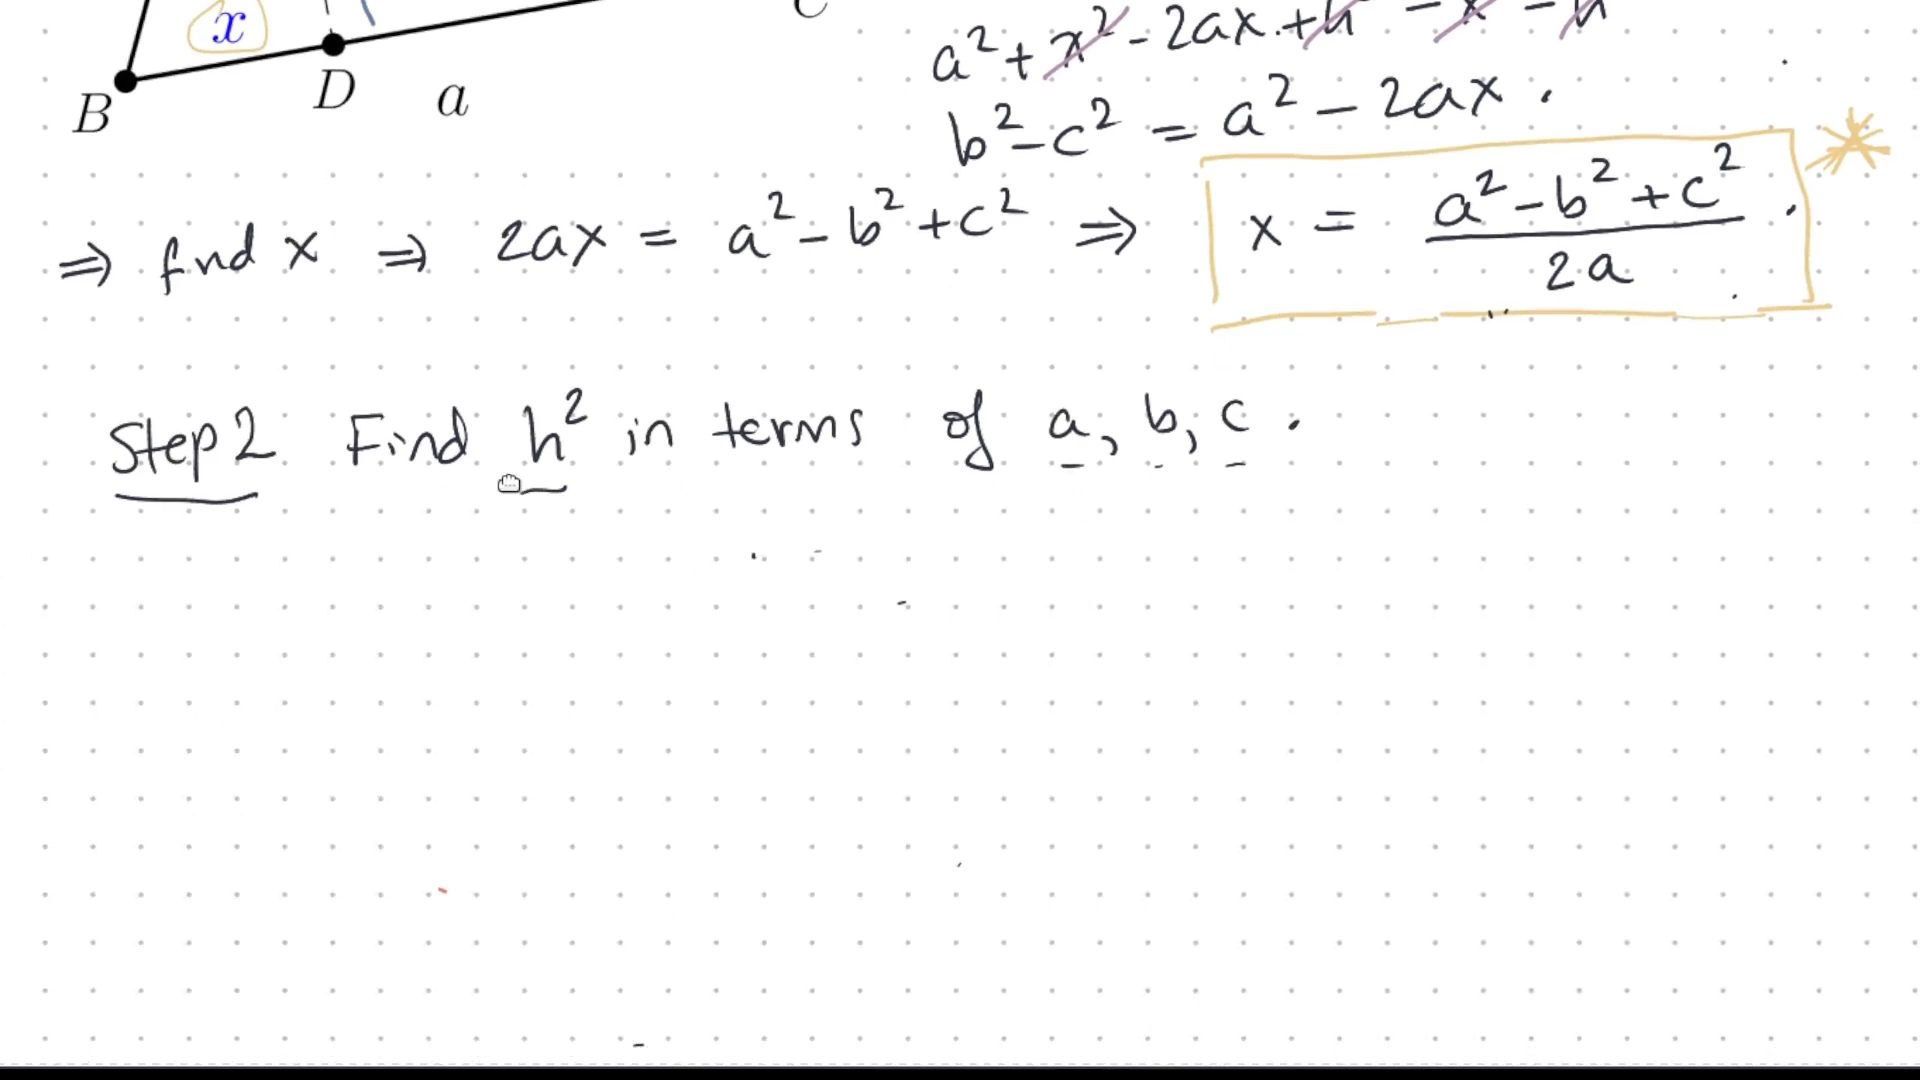 x
C
B
D
a
a² + x² - 2ax + h² - x² - h²
b² - c² = a² - 2ax.
⇒ find x ⇒ 2ax = a² - b² + c² ⇒ x = (a² - b² + c²) / 2a
Step 2 Find h² in terms of a, b, c.